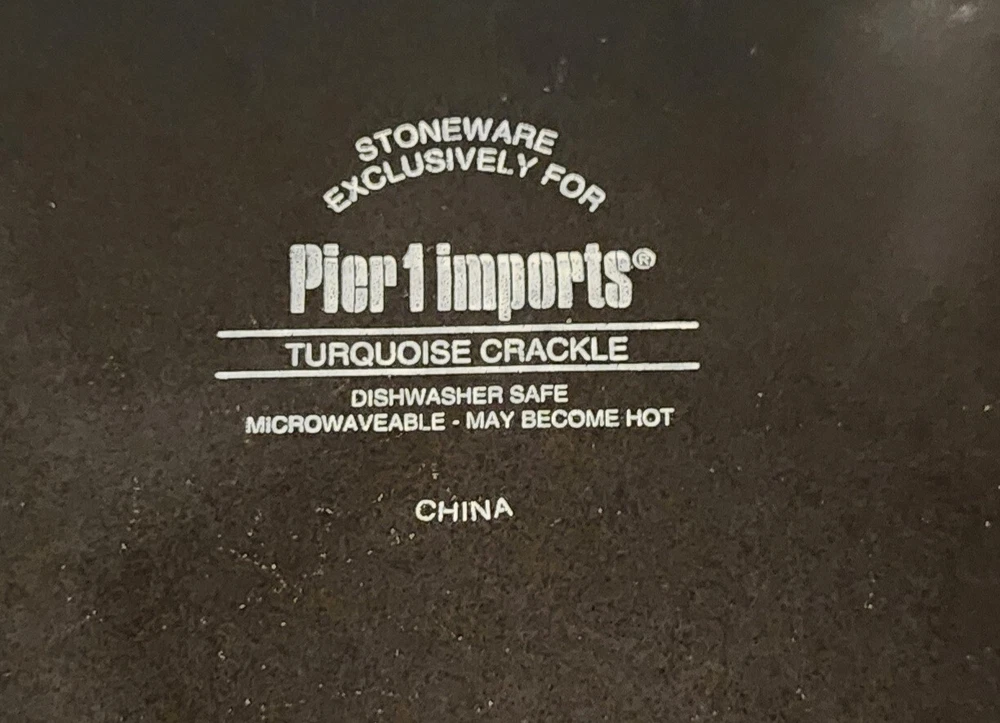 STONEWARE
EXCLUSIVELY FOR
Pier 1 imports®
TURQUOISE CRACKLE
DISHWASHER SAFE
MICROWAVEABLE - MAY BECOME HOT
CHINA